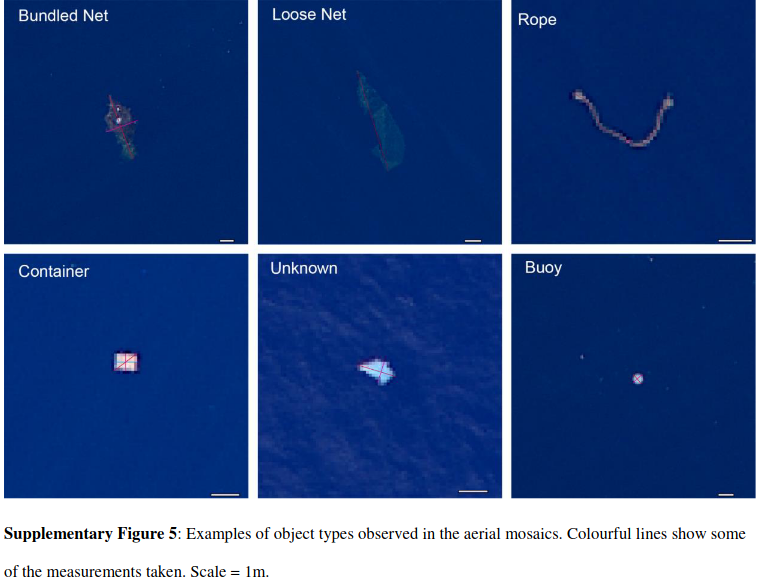 Bundled Net
Loose Net
Rope
Container
Unknown
Buoy
Supplementary Figure 5: Examples of object types observed in the aerial mosaics. Colourful lines show some
of the measurements taken. Scale = 1m.